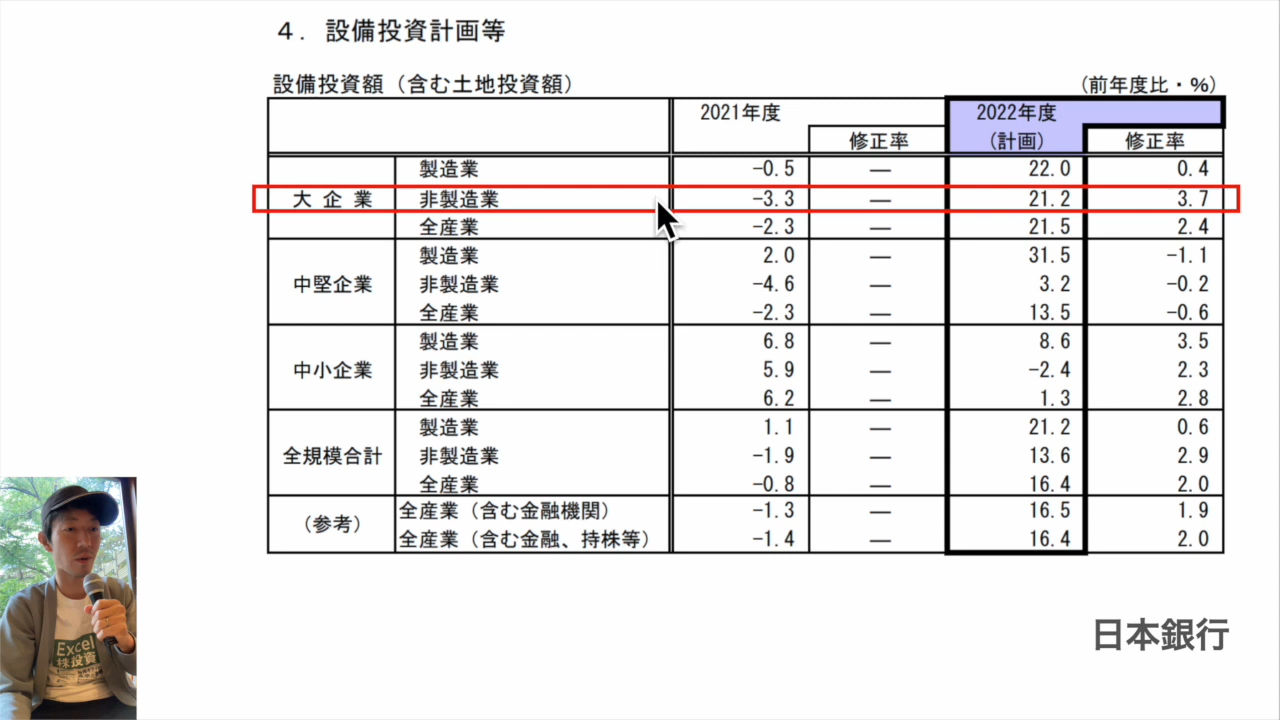 ４．設備投資計画等
設備投資額（含む土地投資額） （前年度比・％）
2021年度 2022年度
修正率 （計画） 修正率
製造業 -0.5 — 22.0 0.4
大企業 非製造業 -3.3 — 21.2 3.7
全産業 -2.3 — 21.5 2.4
製造業 2.0 — 31.5 -1.1
中堅企業 非製造業 -4.6 — 3.2 -0.2
全産業 -2.3 — 13.5 -0.6
製造業 6.8 — 8.6 3.5
中小企業 非製造業 5.9 — -2.4 2.3
全産業 6.2 — 1.3 2.8
製造業 1.1 — 21.2 0.6
全規模合計 非製造業 -1.9 — 13.6 2.9
全産業 -0.8 — 16.4 2.0
（参考） 全産業（含む金融機関） -1.3 — 16.5 1.9
全産業（含む金融、持株等） -1.4 — 16.4 2.0
日本銀行
Excel
株投資